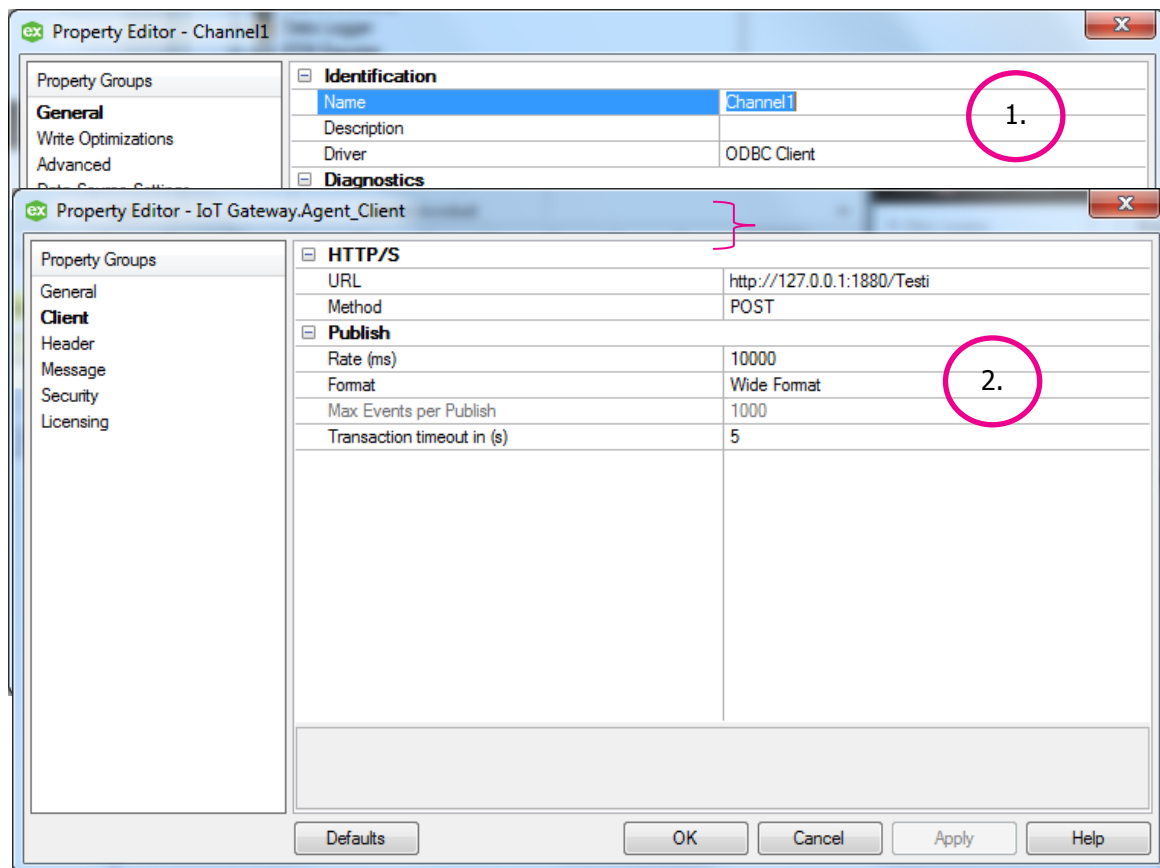 Property Editor - Channel1
Property Groups
General
Write Optimizations
Advanced
Identification
Name Channel1
Description
Driver ODBC Client
Diagnostics
1.
Property Editor - IoT Gateway.Agent_Client
Property Groups
General
Client
Header
Message
Security
Licensing
HTTP/S
URL http://127.0.0.1:1880/Testi
Method POST
Publish
Rate (ms) 10000
Format Wide Format
Max Events per Publish 1000
Transaction timeout in (s) 5
2.
Defaults OK Cancel Apply Help